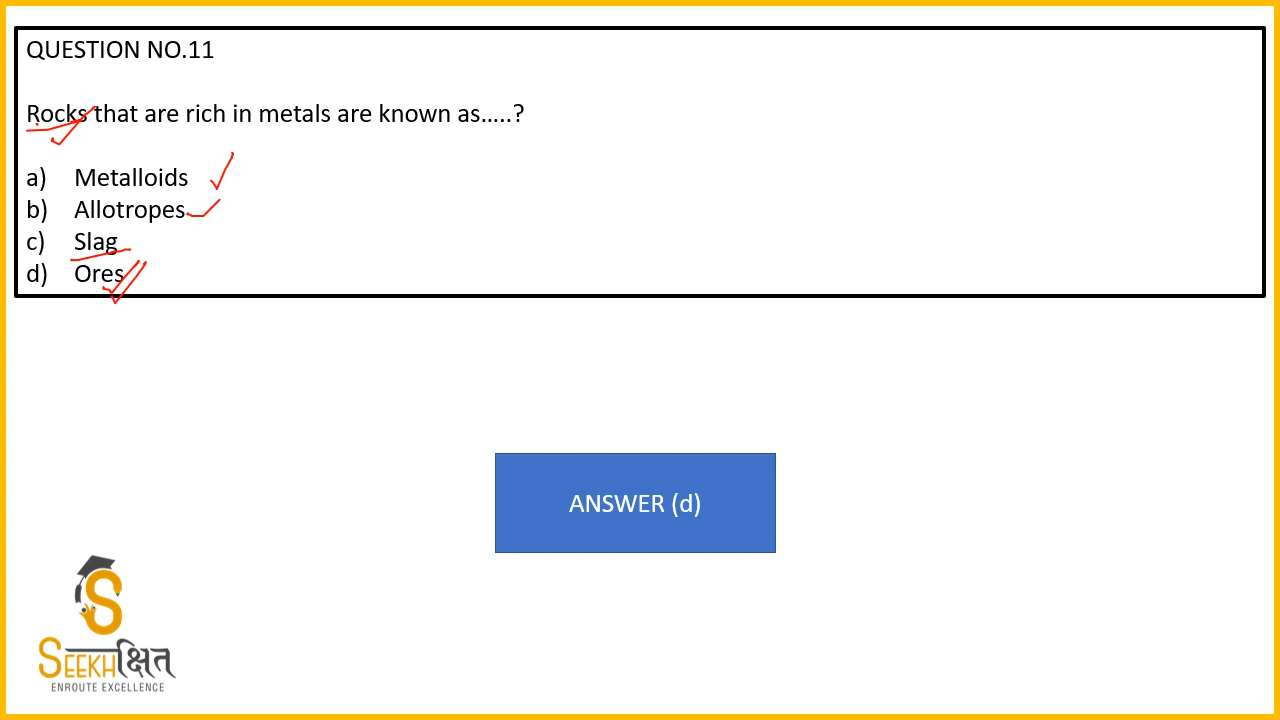 QUESTION NO.11
Rocks that are rich in metals are known as.....?
a) Metalloids
b) Allotropes
c) Slag
d) Ores
ANSWER (d)
S
SEEKHक्षित
ENROUTE EXCELLENCE